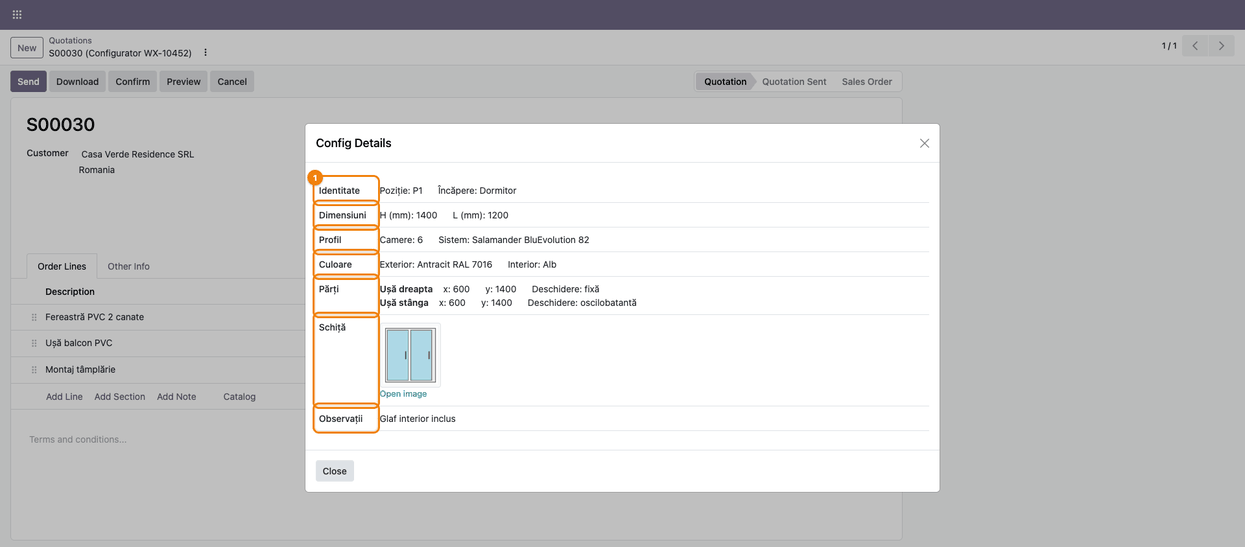 New
Quotations
S00030 (Configurator WX-10452)
1 / 1
Send Download Confirm Preview Cancel
Quotation Quotation Sent Sales Order
S00030
Customer Casa Verde Residence SRL
Romania
Order Lines Other Info
Description
Fereastră PVC 2 canate
Ușă balcon PVC
Montaj tâmplărie
Add Line Add Section Add Note Catalog
Terms and conditions...
Config Details
1
Identitate Poziție: P1 Încăpere: Dormitor
Dimensiuni H (mm): 1400 L (mm): 1200
Profil Camere: 6 Sistem: Salamander BluEvolution 82
Culoare Exterior: Antracit RAL 7016 Interior: Alb
Părți Ușă dreapta x: 600 y: 1400 Deschidere: fixă
Ușă stânga x: 600 y: 1400 Deschidere: oscilobatantă
Schiță
Open image
Observații Glaf interior inclus
Close